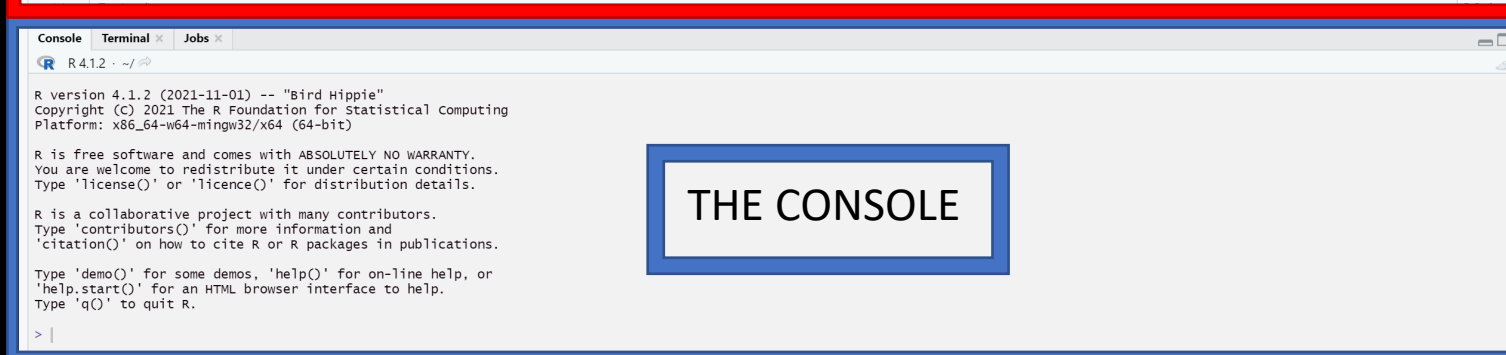 Console Terminal × Jobs ×
R 4.1.2 · ~/
R version 4.1.2 (2021-11-01) -- "Bird Hippie"
Copyright (C) 2021 The R Foundation for Statistical Computing
Platform: x86_64-w64-mingw32/x64 (64-bit)
R is free software and comes with ABSOLUTELY NO WARRANTY.
You are welcome to redistribute it under certain conditions.
Type 'license()' or 'licence()' for distribution details.
R is a collaborative project with many contributors.
Type 'contributors()' for more information and
'citation()' on how to cite R or R packages in publications.
Type 'demo()' for some demos, 'help()' for on-line help, or
'help.start()' for an HTML browser interface to help.
Type 'q()' to quit R.
>
THE CONSOLE